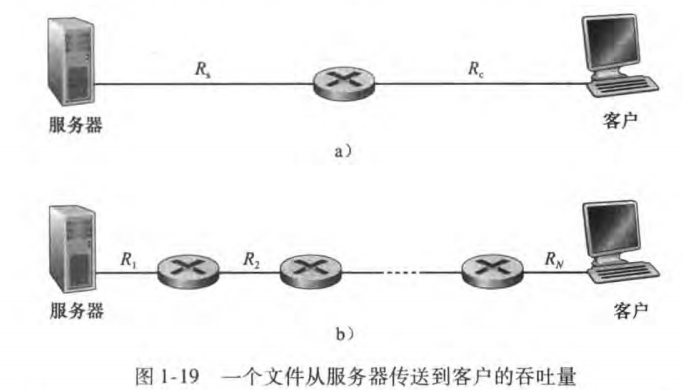 R_s R_c
服务器 客户
a）
R_1 R_2 R_N
服务器 客户
b）
图 1-19 一个文件从服务器传送到客户的吞吐量